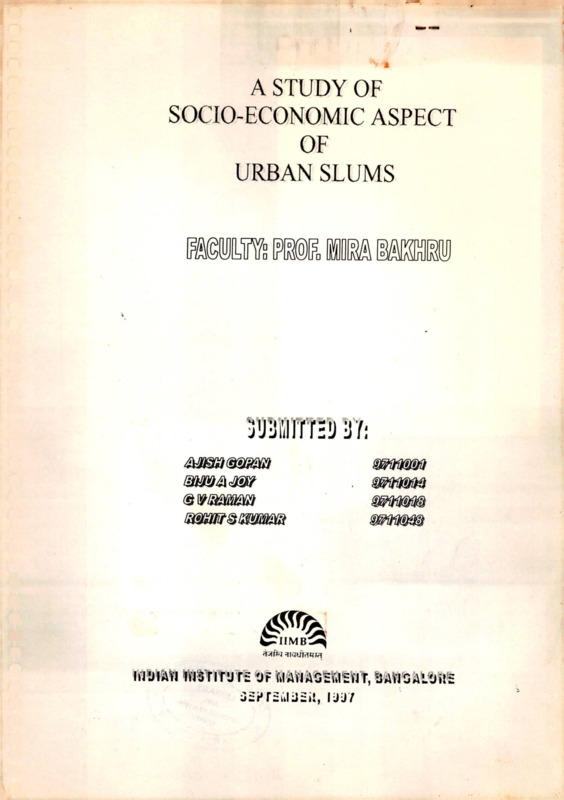 A STUDY OF
SOCIO-ECONOMIC ASPECT
OF
URBAN SLUMS
FACULTY: PROF. MIRA BAKHRU
SUBMITTED BY:
AJISH GOPAN 9711001
BIJU A JOY 9711014
G V RAMAN 9711018
ROHIT S KUMAR 9711048
IIMB
INDIAN INSTITUTE OF MANAGEMENT, BANGALORE
SEPTEMBER, 1997